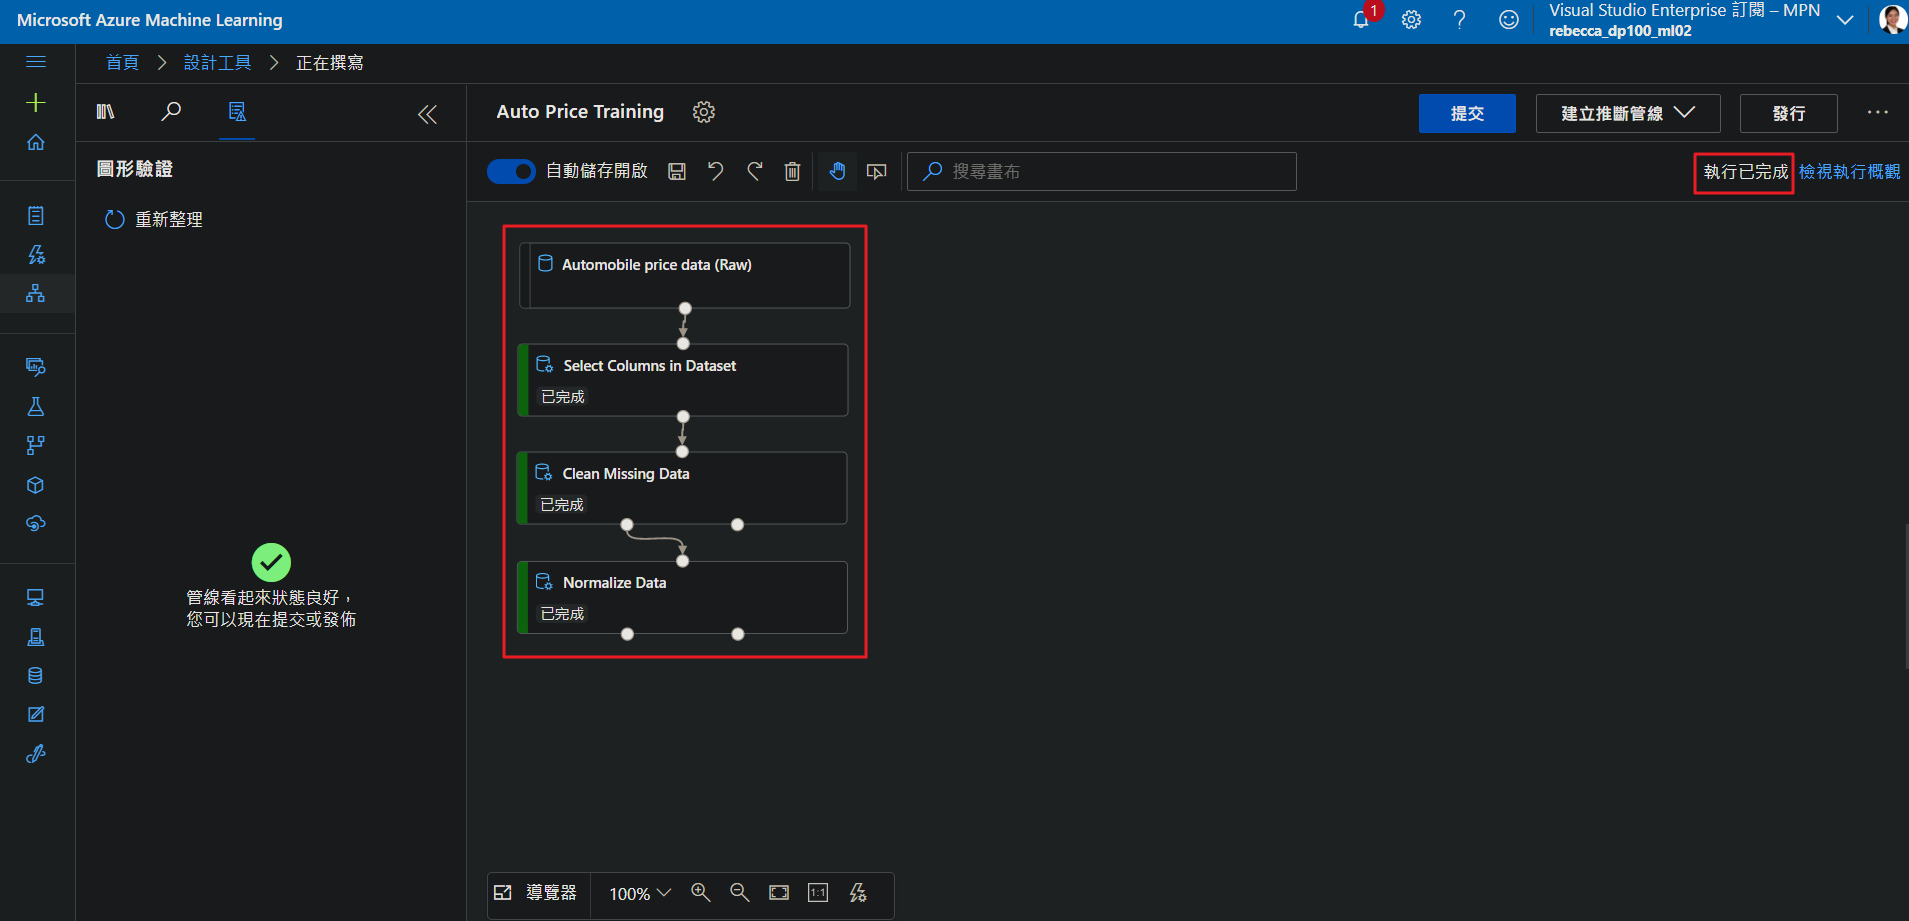 Microsoft Azure Machine Learning
1
Visual Studio Enterprise 訂閱 – MPN
rebecca_dp100_ml02
首頁 > 設計工具 > 正在撰寫
Auto Price Training
提交
建立推斷管線
發行
圖形驗證
重新整理
自動儲存開啟
搜尋畫布
執行已完成 檢視執行概觀
Automobile price data (Raw)
Select Columns in Dataset
已完成
Clean Missing Data
已完成
Normalize Data
已完成
管線看起來狀態良好，
您可以現在提交或發佈
導覽器
100%
1:1